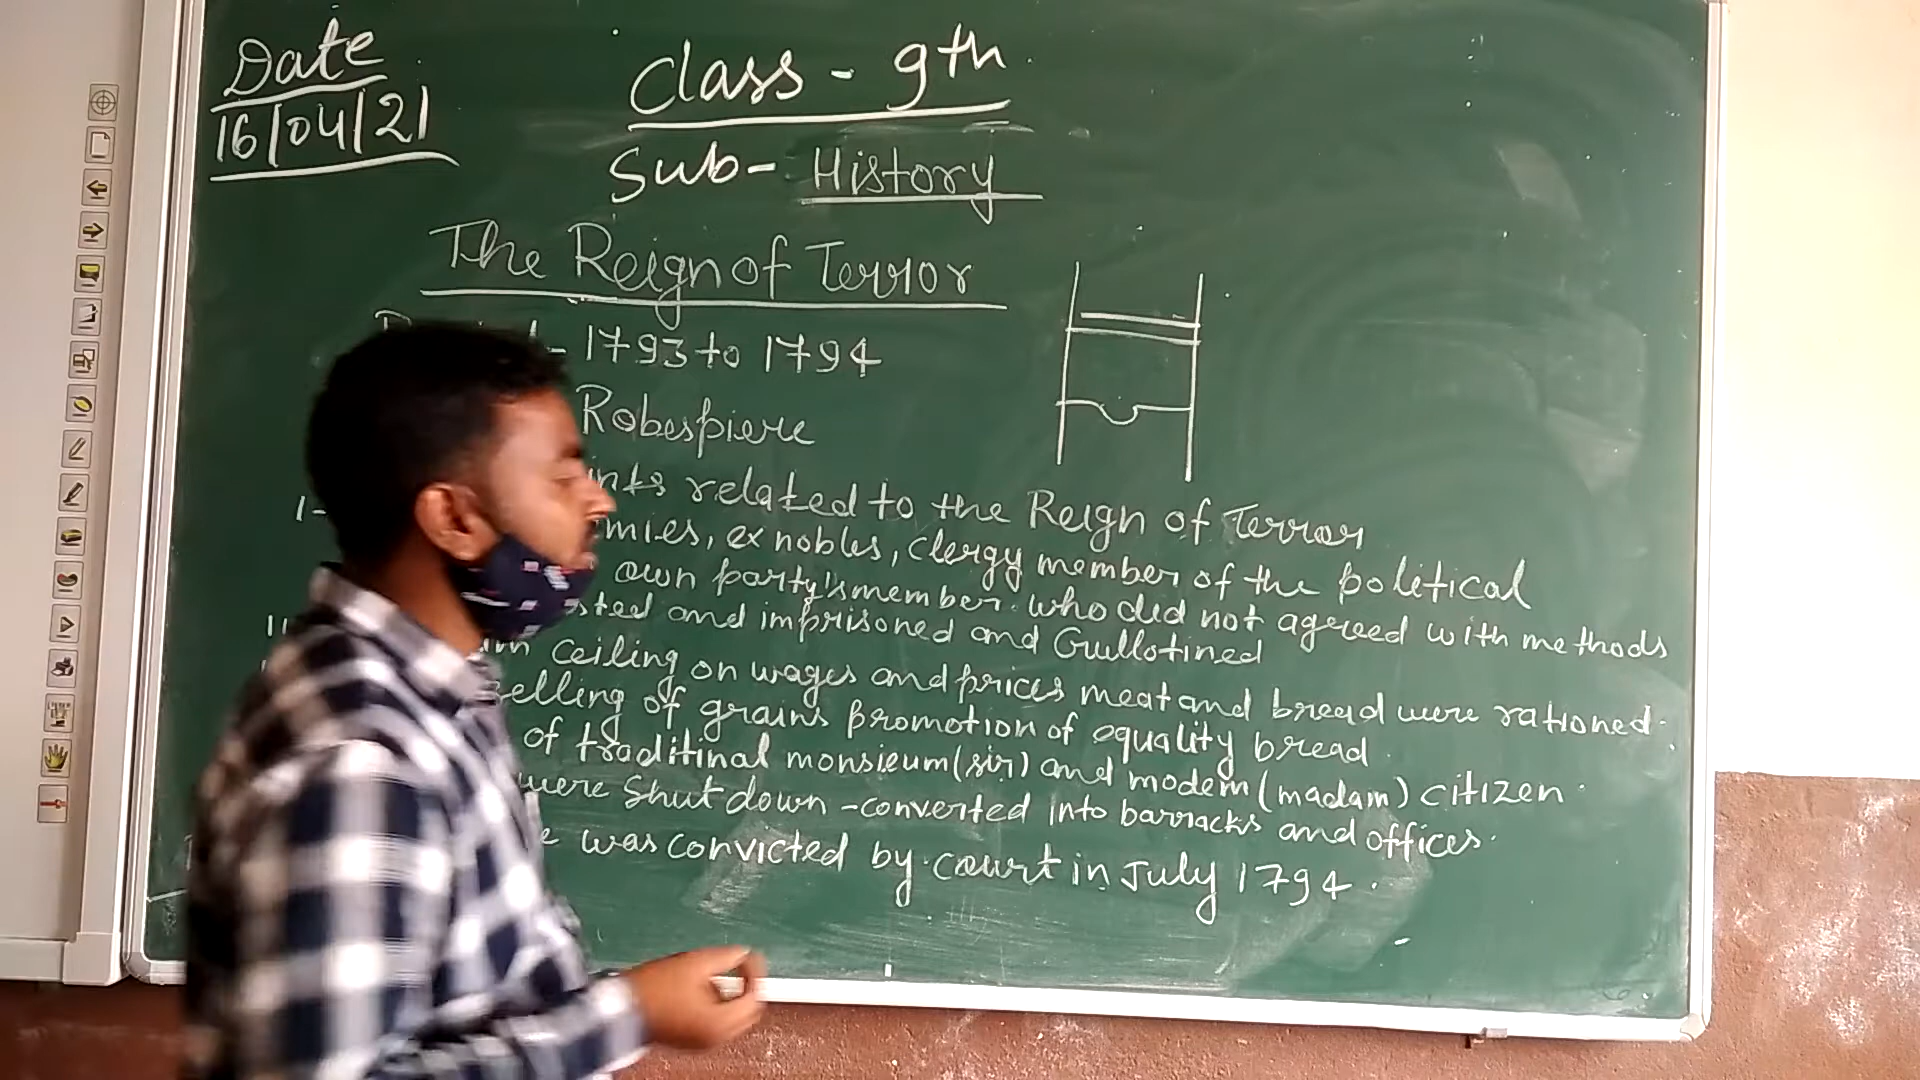 Date
16/04/21
Class - 9th
Sub- History
The Reign of Terror
- 1793 to 1794
Robespiere
related to the Reign of Terror
1-
ex nobles, clergy member of the political
own party's member. who did not agreed with methods
and imprisoned and Gullotined
ceiling on wages and prices meat and bread were rationed.
selling of grains promotion of equality bread.
of traditinal monsieum (sir) and modem (madam) citizen.
were Shut down - converted into barracks and offices.
was convicted by court in July 1794.